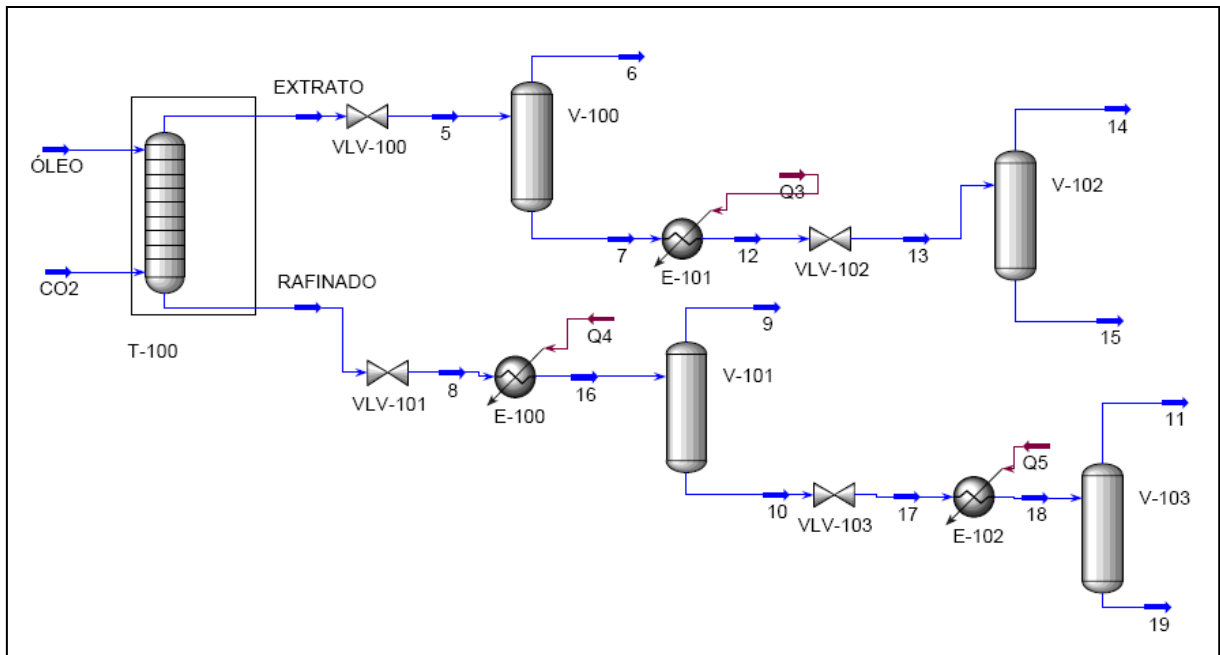 6
EXTRATO
V-100
14
5
VLV-100
V-102
ÓLEO
Q3
7
12
13
E-101
VLV-102
CO2
RAFINADO
9
15
Q4
T-100
V-101
8
16
VLV-101
E-100
11
Q5
10
17
18
V-103
VLV-103
E-102
19